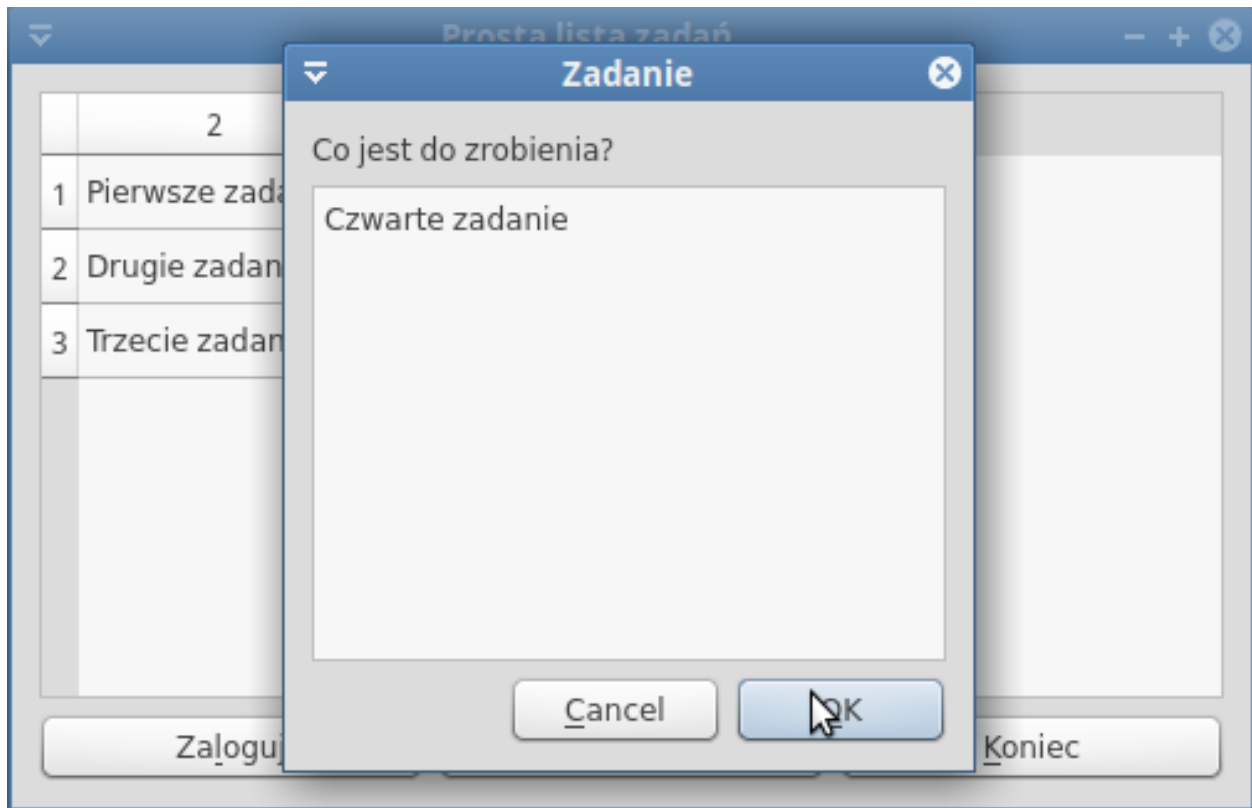 Prosta lista zadań
Zadanie
2
Co jest do zrobienia?
1 Pierwsze zada
Czwarte zadanie
2 Drugie zadan
3 Trzecie zadan
Cancel
OK
Zaloguj
Koniec